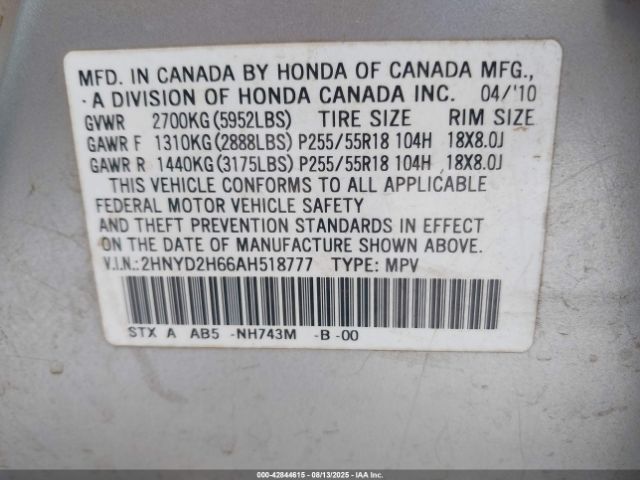 MFD. IN CANADA BY HONDA OF CANADA MFG.,
A DIVISION OF HONDA CANADA INC. 04/'10
GVWR 2700KG(5952LBS) TIRE SIZE RIM SIZE
GAWR F 1310KG(2888LBS) P255/55R18 104H 18X8.0J
GAWR R 1440KG(3175LBS) P255/55R18 104H 18X8.0J
THIS VEHICLE CONFORMS TO ALL APPLICABLE
FEDERAL MOTOR VEHICLE SAFETY
AND THEFT PREVENTION STANDARDS IN EFFECT
ON THE DATE OF MANUFACTURE SHOWN ABOVE.
V.I.N.:2HNYD2H66AH518777 TYPE: MPV
STX A AB5 -NH743M -B -00
000-42844615 - 08/13/2025 - IAA Inc.